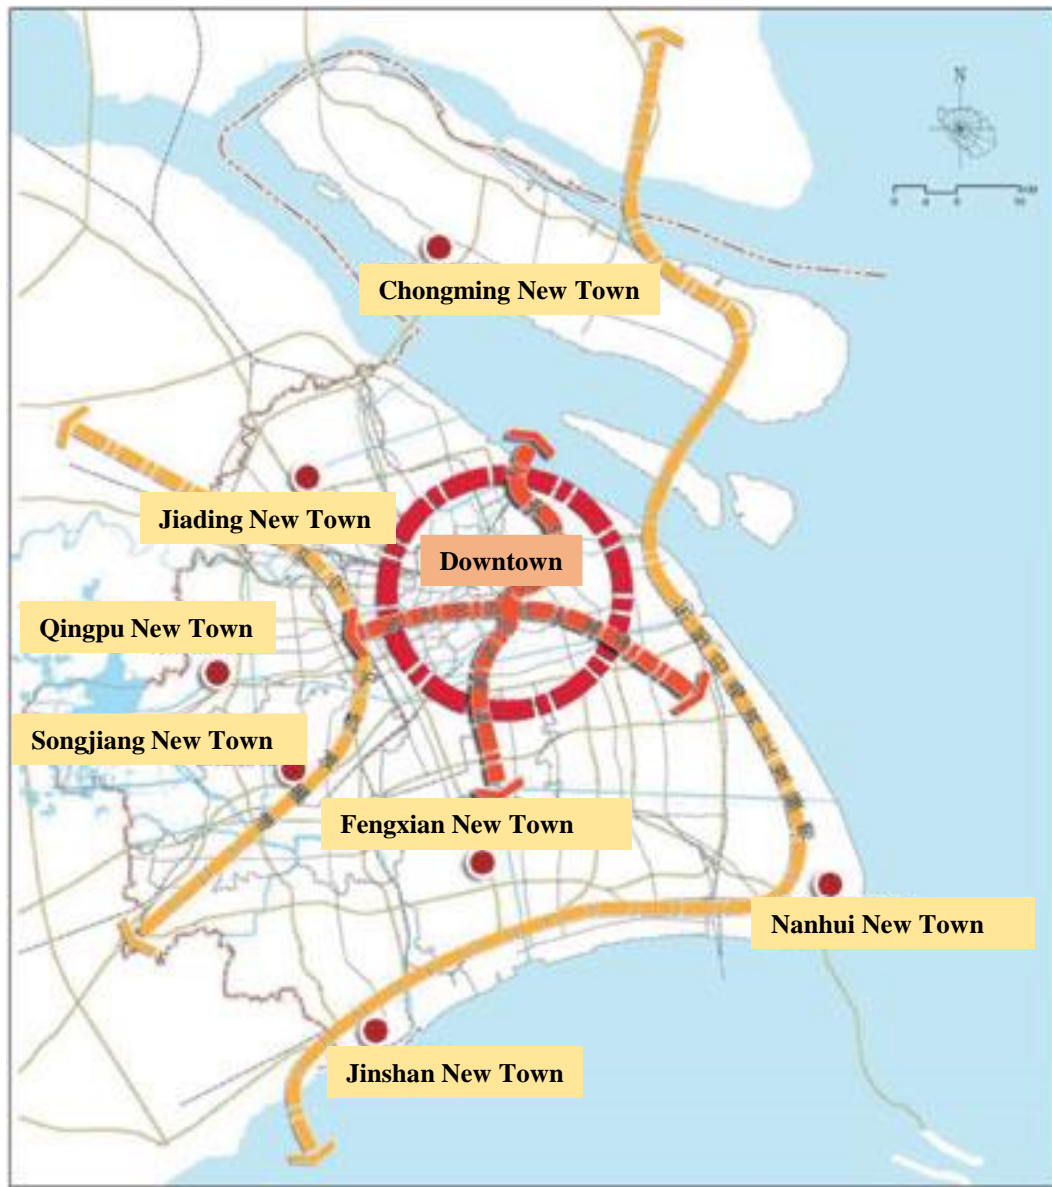 N
Chongming New Town
Jiading New Town
Downtown
Qingpu New Town
Songjiang New Town
Fengxian New Town
Nanhui New Town
Jinshan New Town